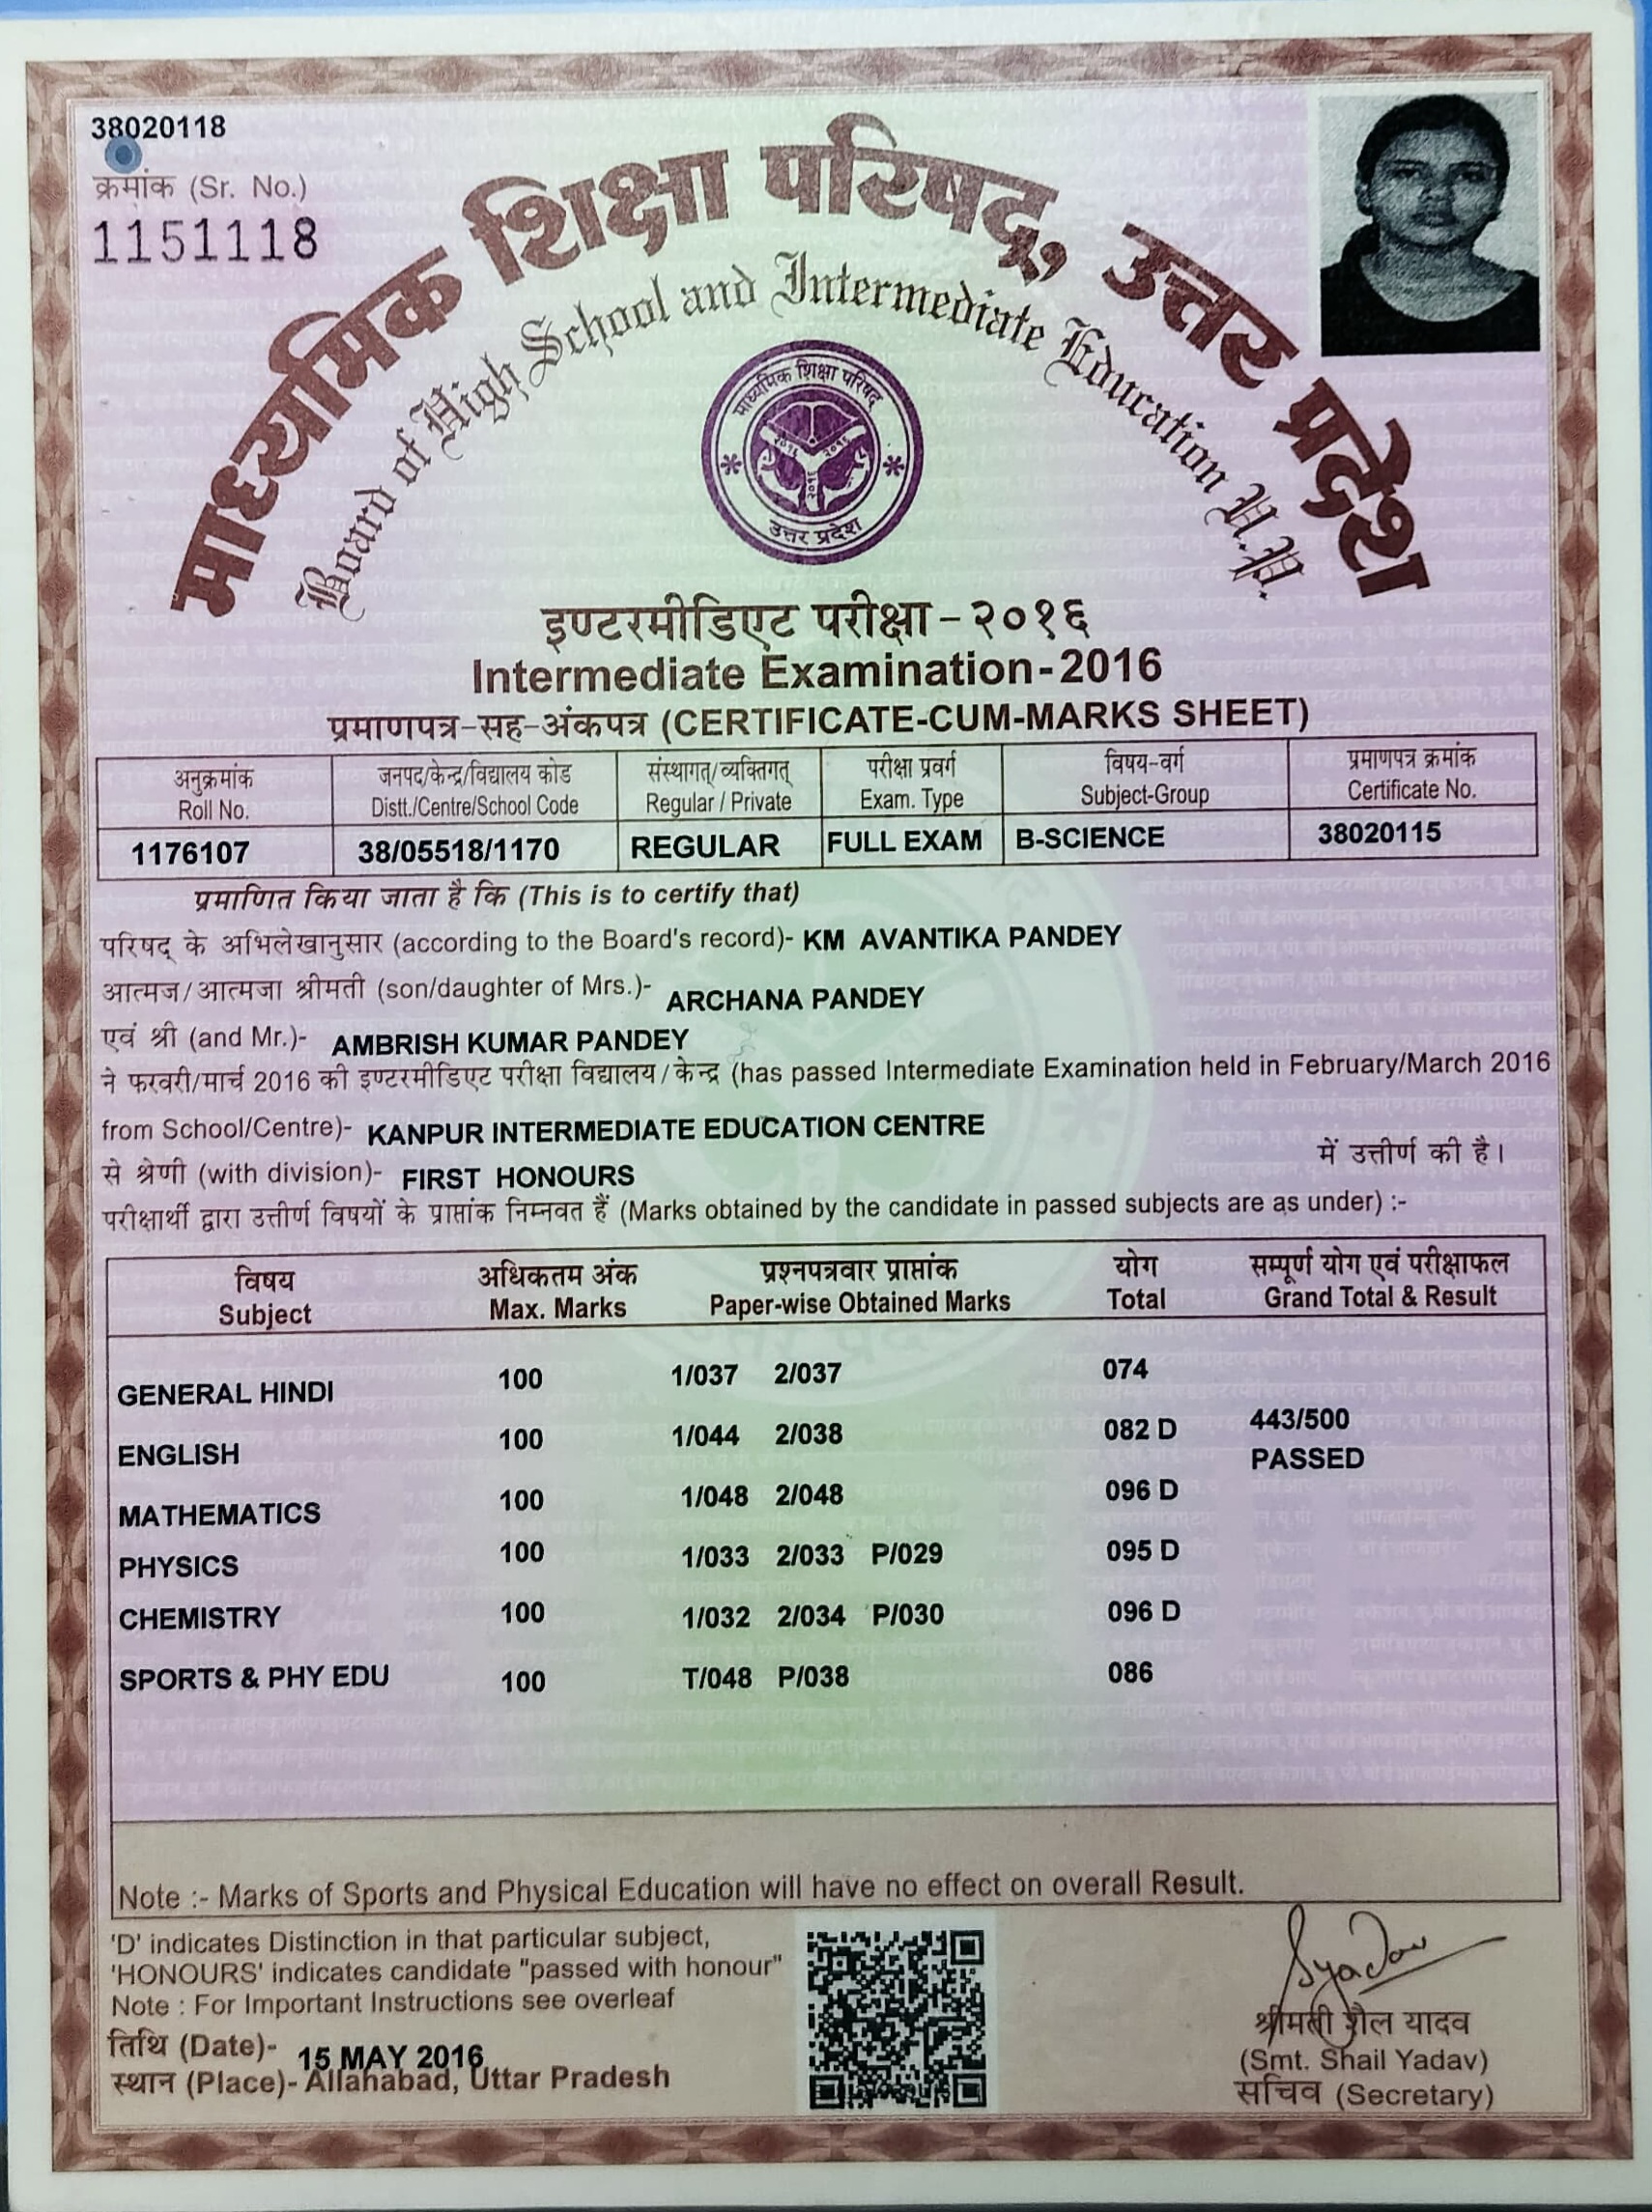 38020118
क्रमांक (Sr. No.)
1151118
माध्यमिक शिक्षा परिषद्, उत्तर प्रदेश
Board of High School and Intermediate Education U.P.
माध्यमिक शिक्षा परिषद्
२०१६ २०१६
२०१६
उत्तर प्रदेश
इण्टरमीडिएट परीक्षा - २०१६
Intermediate Examination - 2016
प्रमाणपत्र-सह-अंकपत्र (CERTIFICATE-CUM-MARKS SHEET)
अनुक्रमांक जनपद/केन्द्र/विद्यालय कोड संस्थागत्/व्यक्तिगत् परीक्षा प्रवर्ग विषय-वर्ग प्रमाणपत्र क्रमांक
Roll No. Distt./Centre/School Code Regular / Private Exam. Type Subject-Group Certificate No.
1176107 38/05518/1170 REGULAR FULL EXAM B-SCIENCE 38020115
प्रमाणित किया जाता है कि (This is to certify that)
परिषद् के अभिलेखानुसार (according to the Board's record)- KM AVANTIKA PANDEY
आत्मज/आत्मजा श्रीमती (son/daughter of Mrs.)- ARCHANA PANDEY
एवं श्री (and Mr.)- AMBRISH KUMAR PANDEY
ने फरवरी/मार्च 2016 की इण्टरमीडिएट परीक्षा विद्यालय/केन्द्र (has passed Intermediate Examination held in February/March 2016
from School/Centre)- KANPUR INTERMEDIATE EDUCATION CENTRE
से श्रेणी (with division)- FIRST HONOURS में उत्तीर्ण की है।
परीक्षार्थी द्वारा उत्तीर्ण विषयों के प्राप्तांक निम्नवत हैं (Marks obtained by the candidate in passed subjects are as under) :-
विषय अधिकतम अंक प्रश्नपत्रवार प्राप्तांक योग सम्पूर्ण योग एवं परीक्षाफल
Subject Max. Marks Paper-wise Obtained Marks Total Grand Total & Result
GENERAL HINDI 100 1/037 2/037 074
ENGLISH 100 1/044 2/038 082 D 443/500
PASSED
MATHEMATICS 100 1/048 2/048 096 D
PHYSICS 100 1/033 2/033 P/029 095 D
CHEMISTRY 100 1/032 2/034 P/030 096 D
SPORTS & PHY EDU 100 T/048 P/038 086
Note :- Marks of Sports and Physical Education will have no effect on overall Result.
'D' indicates Distinction in that particular subject,
'HONOURS' indicates candidate "passed with honour"
Note : For Important Instructions see overleaf
तिथि (Date)- 15 MAY 2016
स्थान (Place)- Allahabad, Uttar Pradesh
SYadav
श्रीमती शैल यादव
(Smt. Shail Yadav)
सचिव (Secretary)